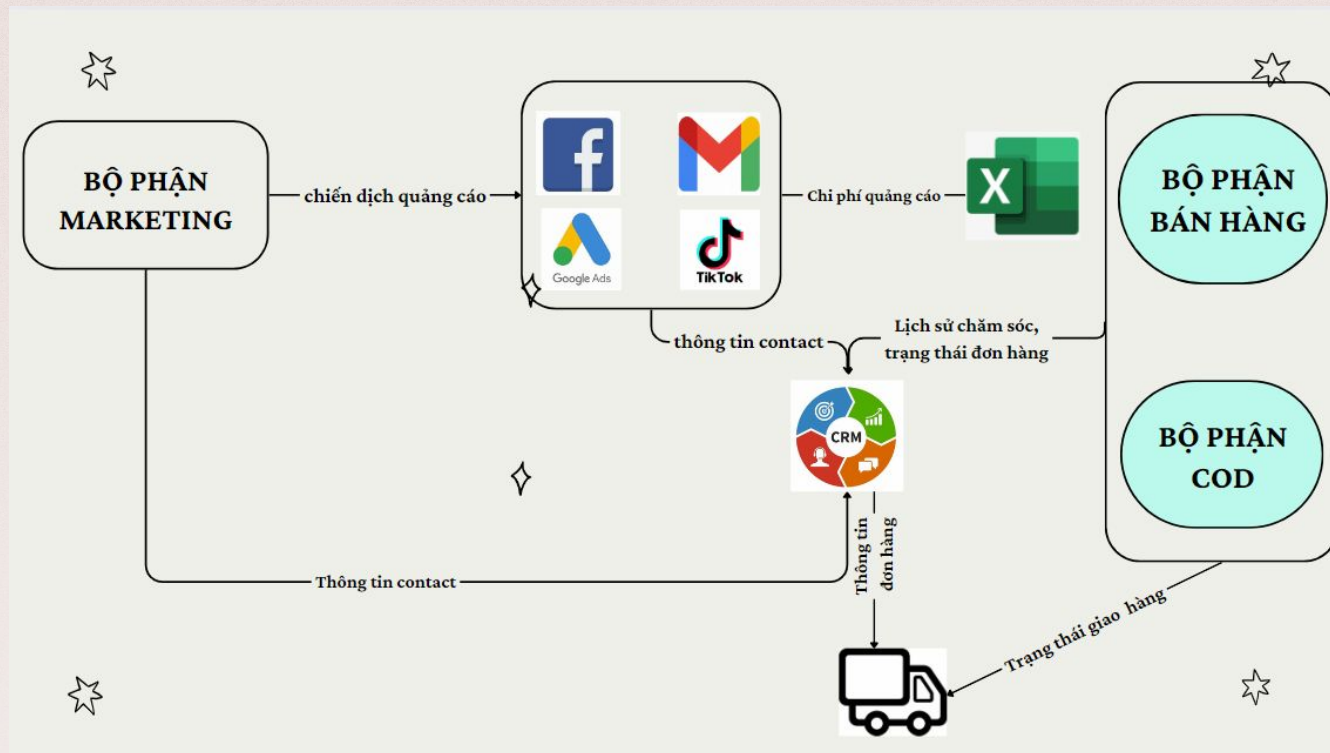 BỘ PHẬN
MARKETING
chiến dịch quảng cáo
Google Ads
TikTok
Chi phí quảng cáo
X
BỘ PHẬN
BÁN HÀNG
thông tin contact
Lịch sử chăm sóc,
trạng thái đơn hàng
CRM
BỘ PHẬN
COD
Thông tin contact
Thông tin
đơn hàng
Trạng thái giao hàng